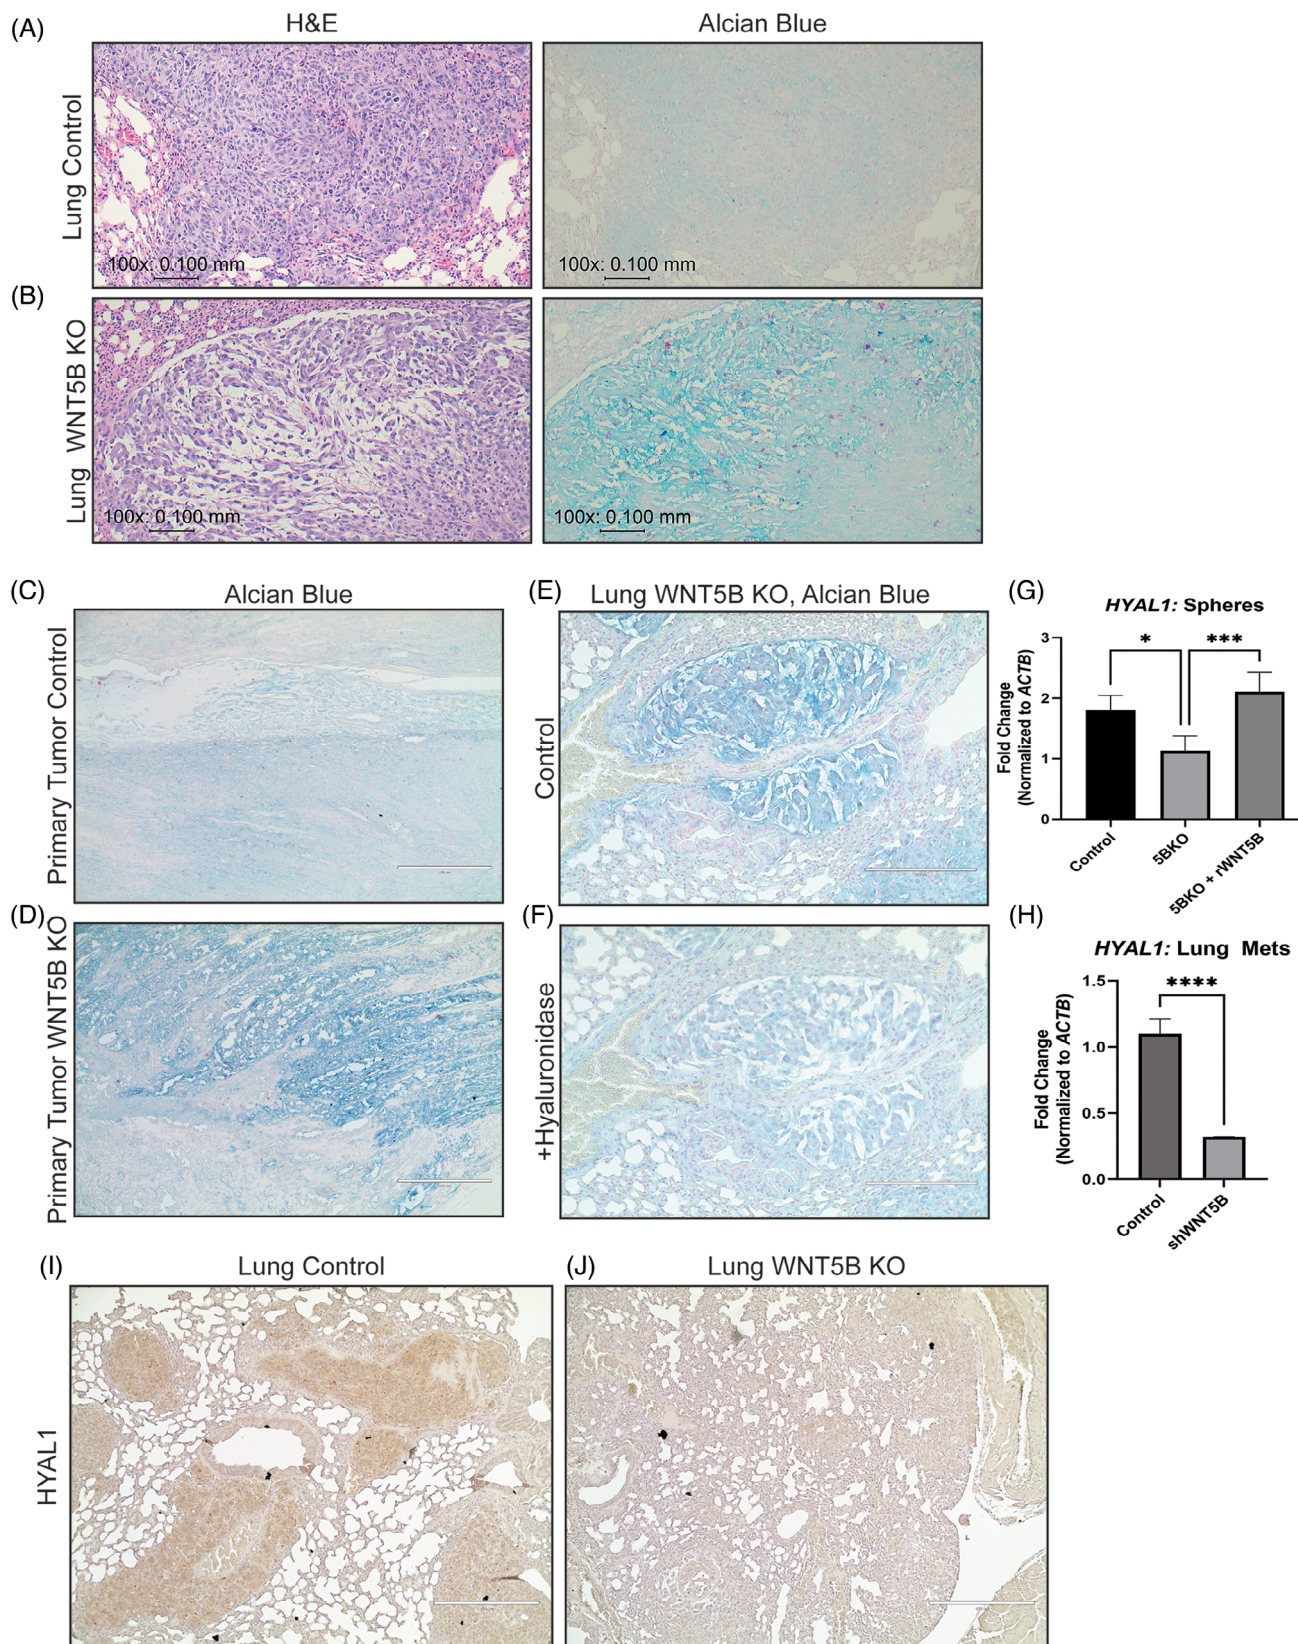 (A)
H&E
Alcian Blue
Lung Control
100x: 0.100 mm
100x: 0.100 mm
(B)
Lung WNT5B KO
100x: 0.100 mm
100x: 0.100 mm
(C)
Alcian Blue
Primary Tumor Control
(D)
Primary Tumor WNT5B KO
(E)
Lung WNT5B KO, Alcian Blue
Control
(F)
+Hyaluronidase
(G)
HYAL1: Spheres
Fold Change
(Normalized to ACTB)
3
2
1
0
*
***
Control
5BKO
5BKO + rWNT5B
(H)
HYAL1: Lung Mets
Fold Change
(Normalized to ACTB)
1.5
1.0
0.5
0.0
****
Control
shWNT5B
(I)
Lung Control
HYAL1
(J)
Lung WNT5B KO